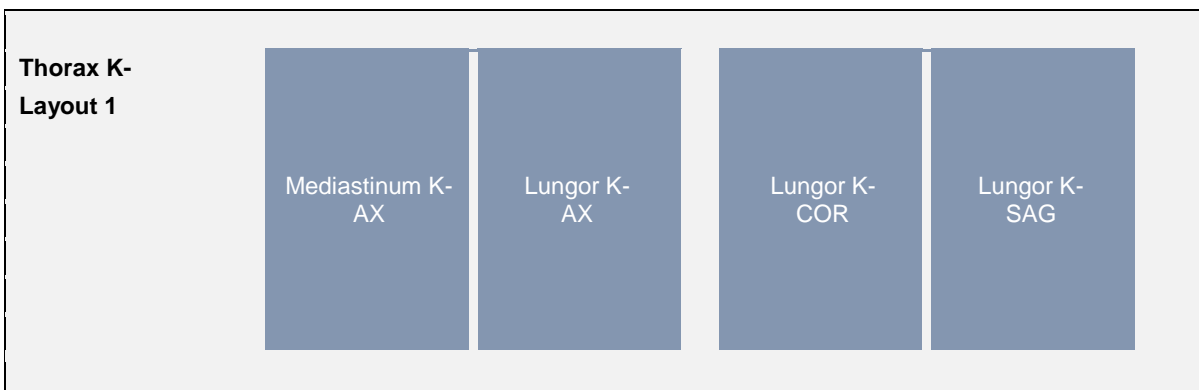 Thorax K-
Layout 1
Mediastinum K-
AX
Lungor K-
AX
Lungor K-
COR
Lungor K-
SAG